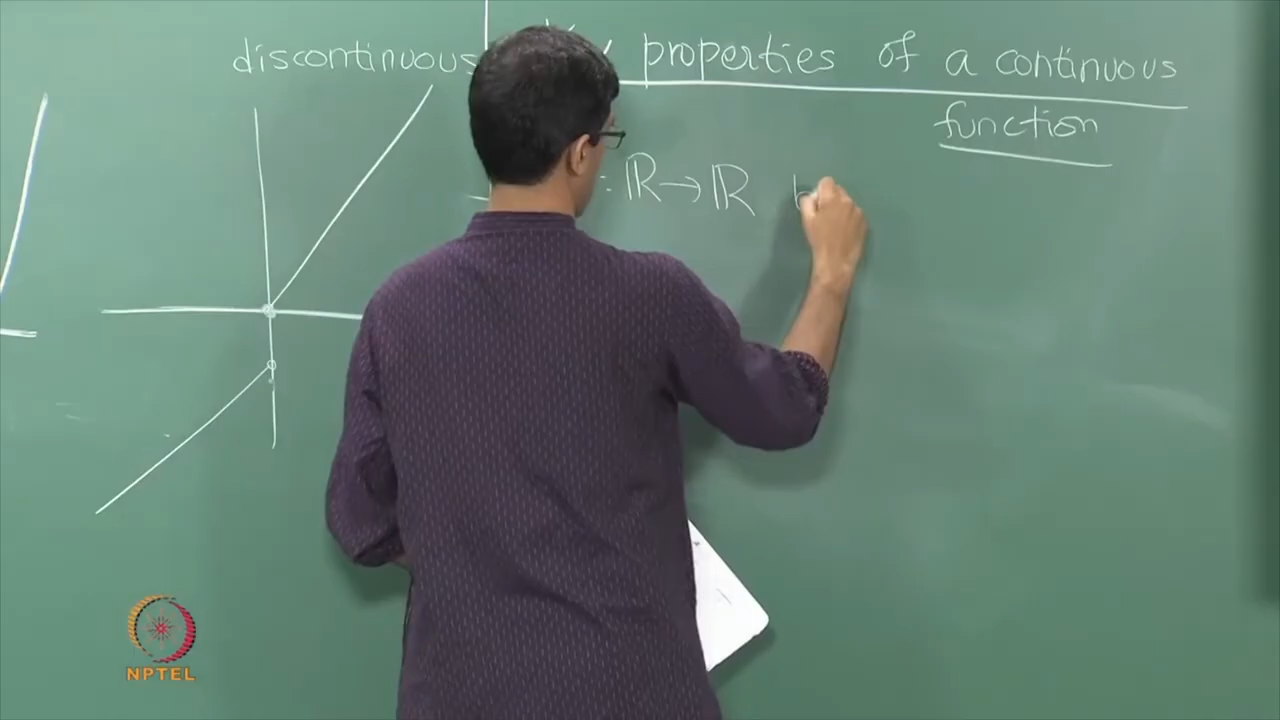 discontinuous
properties of a continuous
function
: ℝ → ℝ
NPTEL